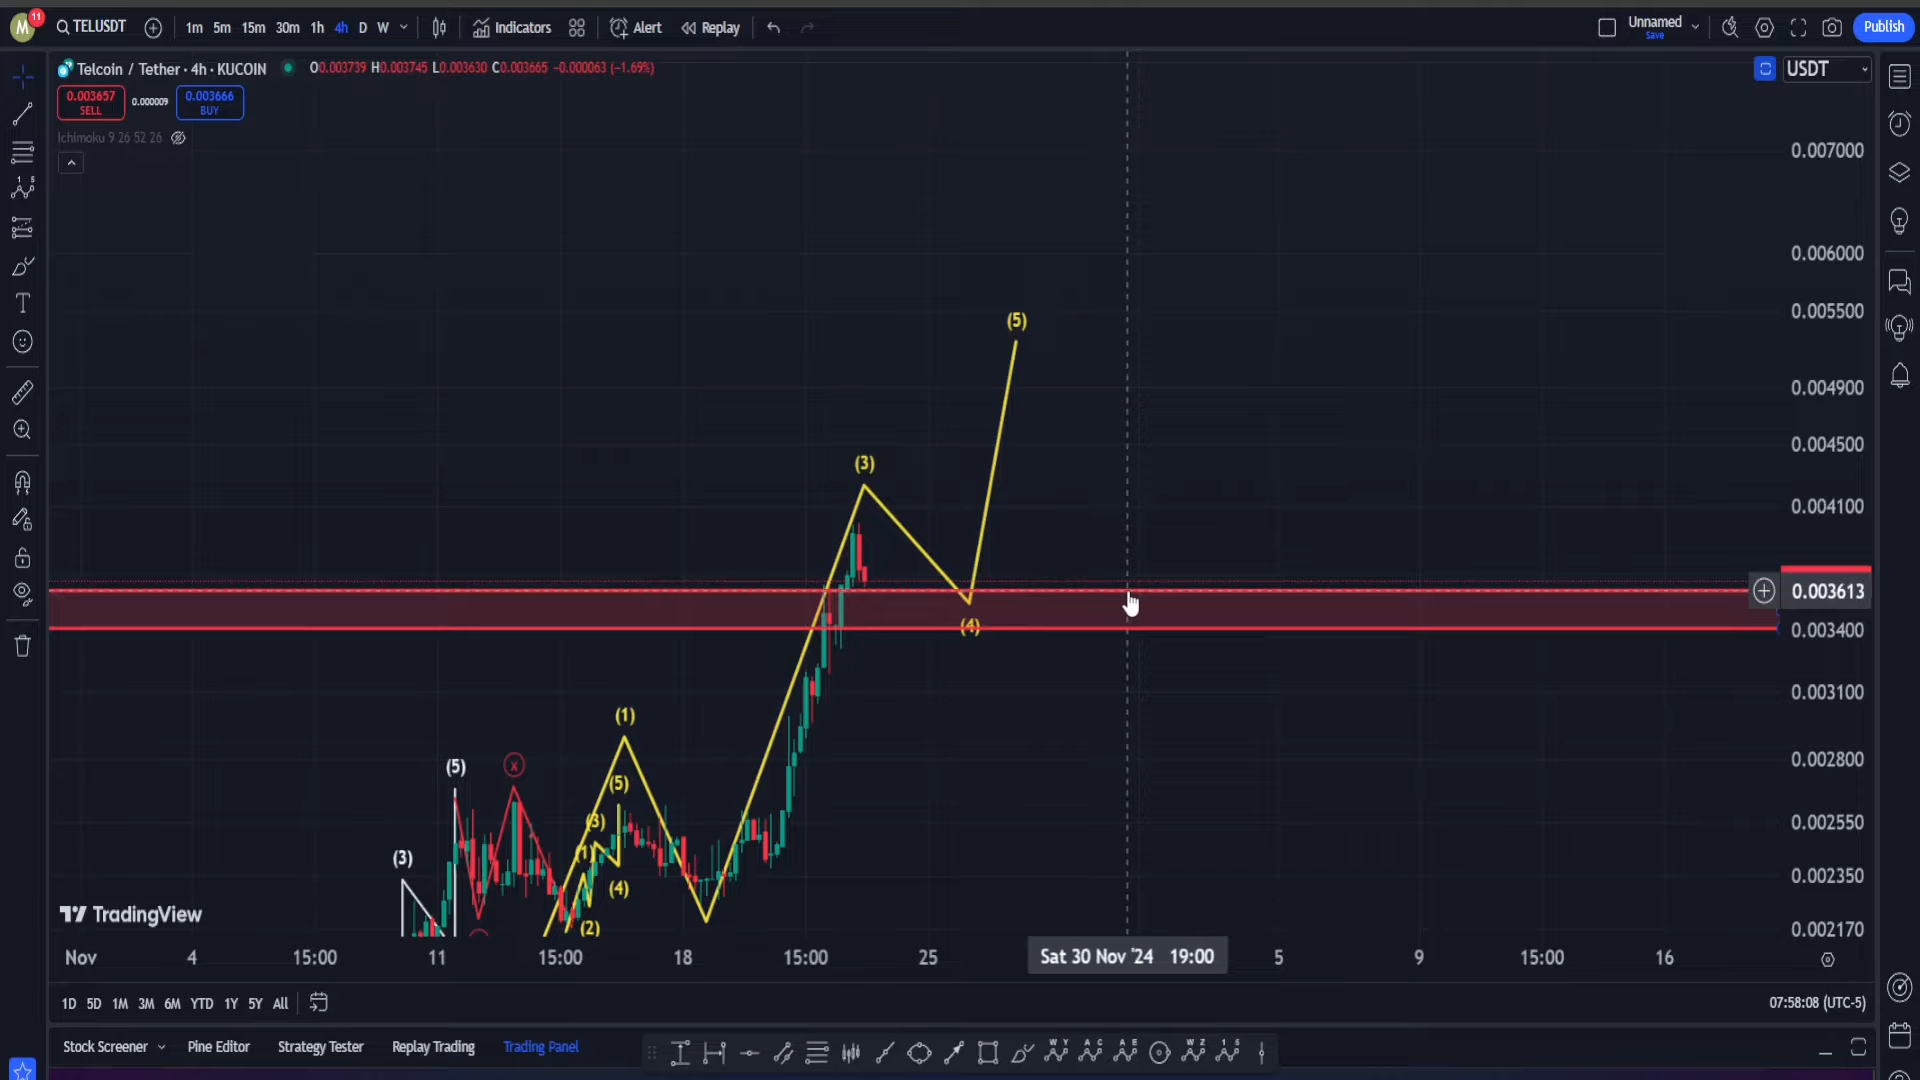 M 11 TELUSDT 1m 5m 15m 30m 1h 4h D W Indicators Alert Replay Unnamed Save Publish
Telcoin / Tether · 4h · KUCOIN O0.003739 H0.003745 L0.003630 C0.003665 −0.000063 (−1.69%) USDT
0.003657 SELL 0.000009 0.003666 BUY
Ichimoku 9 26 52 26
0.007000
0.006000
0.005500
(5)
0.004900
0.004500
(3)
0.004100
0.003613
(4) 0.003400
0.003100
(1)
(5) X 0.002800
(5)
(3) 0.002550
(3) (1)
(4) 0.002350
TradingView (2) 0.002170
Nov 4 15:00 11 15:00 18 15:00 25 Sat 30 Nov '24 19:00 5 9 15:00 16
1D 5D 1M 3M 6M YTD 1Y 5Y All 07:58:08 (UTC-5)
Stock Screener Pine Editor Strategy Tester Replay Trading Trading Panel